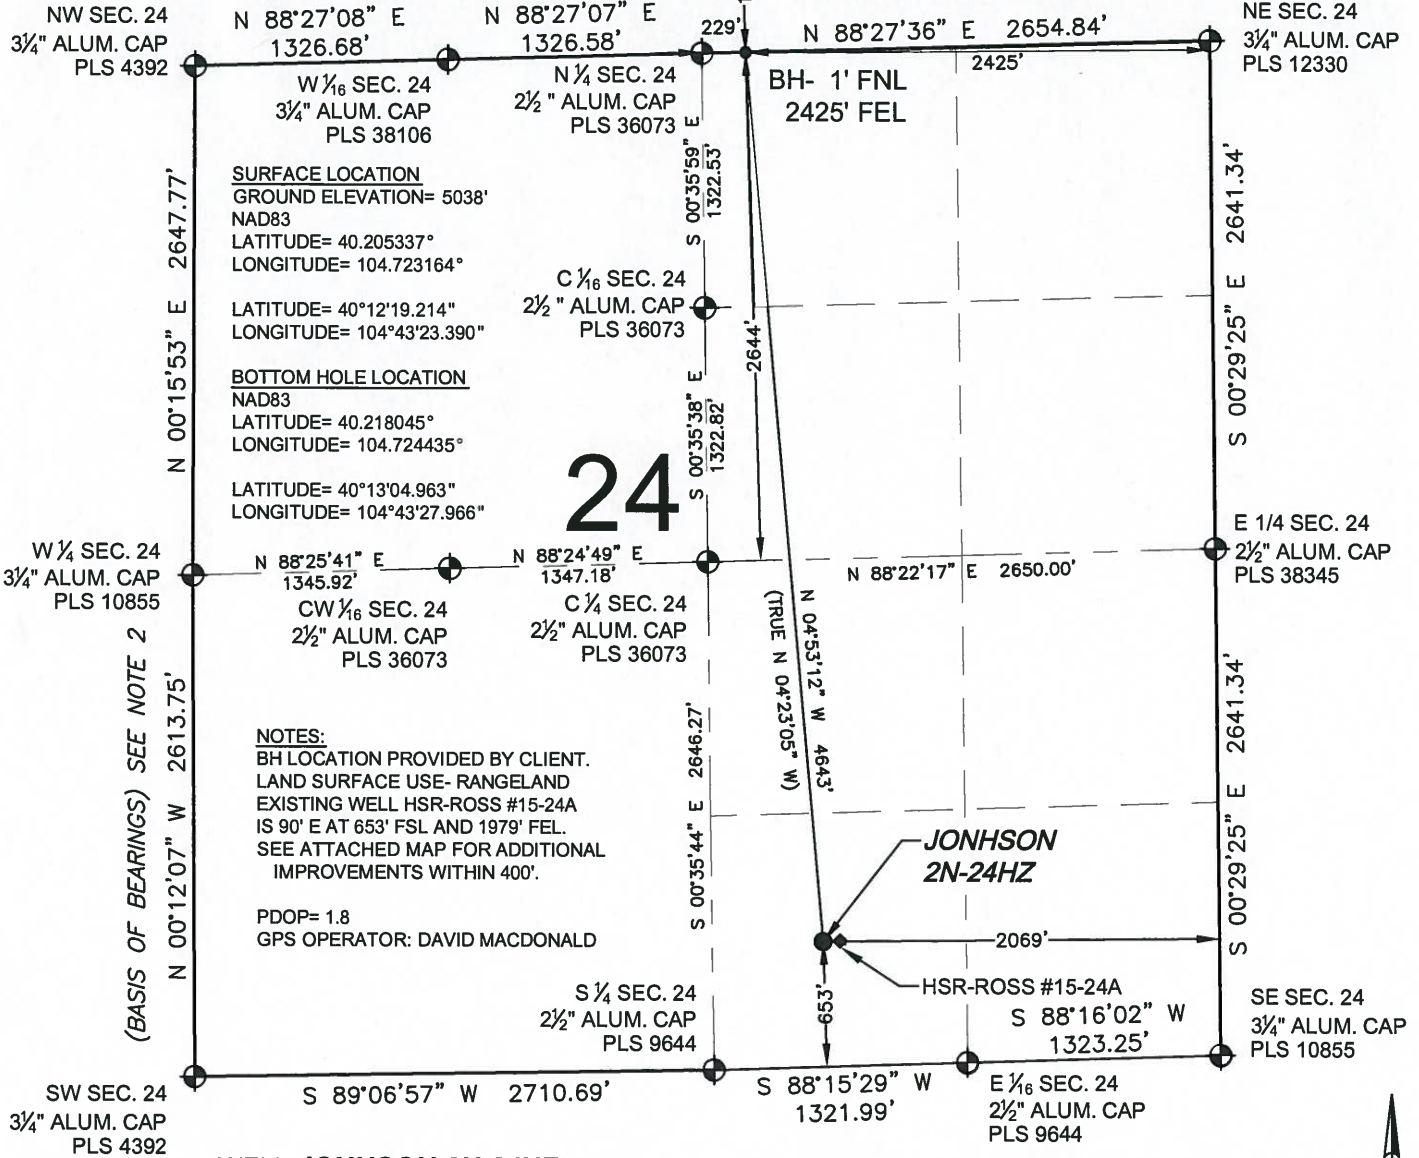 NW SEC. 24
3¼" ALUM. CAP
PLS 4392
N 88°27'08" E
1326.68'
N 88°27'07" E
1326.58'
229'
N 88°27'36" E 2654.84'
2425'
NE SEC. 24
3¼" ALUM. CAP
PLS 12330
W 1/16 SEC. 24
3¼" ALUM. CAP
PLS 38106
N ¼ SEC. 24
2½" ALUM. CAP
PLS 36073
BH- 1' FNL
2425' FEL
SURFACE LOCATION
GROUND ELEVATION= 5038'
NAD83
LATITUDE= 40.205337°
LONGITUDE= 104.723164°
LATITUDE= 40°12'19.214"
LONGITUDE= 104°43'23.390"
BOTTOM HOLE LOCATION
NAD83
LATITUDE= 40.218045°
LONGITUDE= 104.724435°
LATITUDE= 40°13'04.963"
LONGITUDE= 104°43'27.966"
N 00°15'53" E 2647.77'
S 00°35'59" E
1322.53'
C 1/16 SEC. 24
2½" ALUM. CAP
PLS 36073
S 00°35'38" E
1322.82'
2644'
S 00°29'25" E 2641.34'
24
W ¼ SEC. 24
3¼" ALUM. CAP
PLS 10855
N 88°25'41" E
1345.92'
N 88°24'49" E
1347.18'
N 88°22'17" E 2650.00'
E 1/4 SEC. 24
2½" ALUM. CAP
PLS 38345
CW 1/16 SEC. 24
2½" ALUM. CAP
PLS 36073
C ¼ SEC. 24
2½" ALUM. CAP
PLS 36073
(BASIS OF BEARINGS) SEE NOTE 2
N 00°12'07" W 2613.75'
N 04°53'12" W 4643'
(TRUE N 04°23'05" W)
S 00°35'44" E 2646.27'
S 00°29'25" E 2641.34'
NOTES:
BH LOCATION PROVIDED BY CLIENT.
LAND SURFACE USE- RANGELAND
EXISTING WELL HSR-ROSS #15-24A
IS 90' E AT 653' FSL AND 1979' FEL.
SEE ATTACHED MAP FOR ADDITIONAL
IMPROVEMENTS WITHIN 400'.
PDOP= 1.8
GPS OPERATOR: DAVID MACDONALD
JONHSON
2N-24HZ
2069'
HSR-ROSS #15-24A
653'
S ¼ SEC. 24
2½" ALUM. CAP
PLS 9644
S 88°16'02" W
1323.25'
SE SEC. 24
3¼" ALUM. CAP
PLS 10855
SW SEC. 24
3¼" ALUM. CAP
PLS 4392
S 89°06'57" W 2710.69'
S 88°15'29" W
1321.99'
E 1/16 SEC. 24
2½" ALUM. CAP
PLS 9644